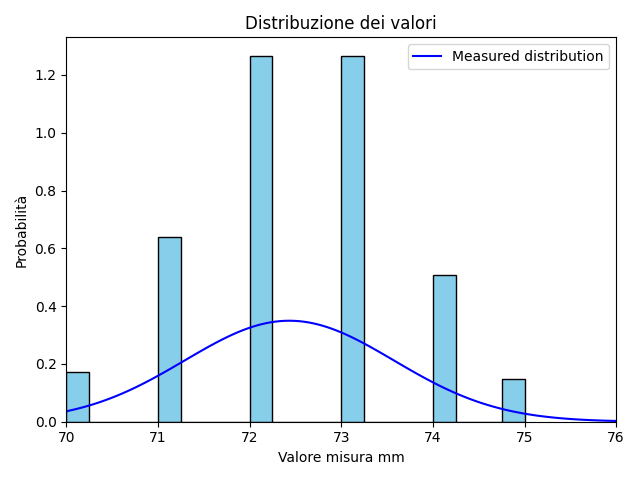 Distribuzione dei valori
Measured distribution
Probabilità
1.2
1.0
0.8
0.6
0.4
0.2
0.0
70 71 72 73 74 75 76
Valore misura mm